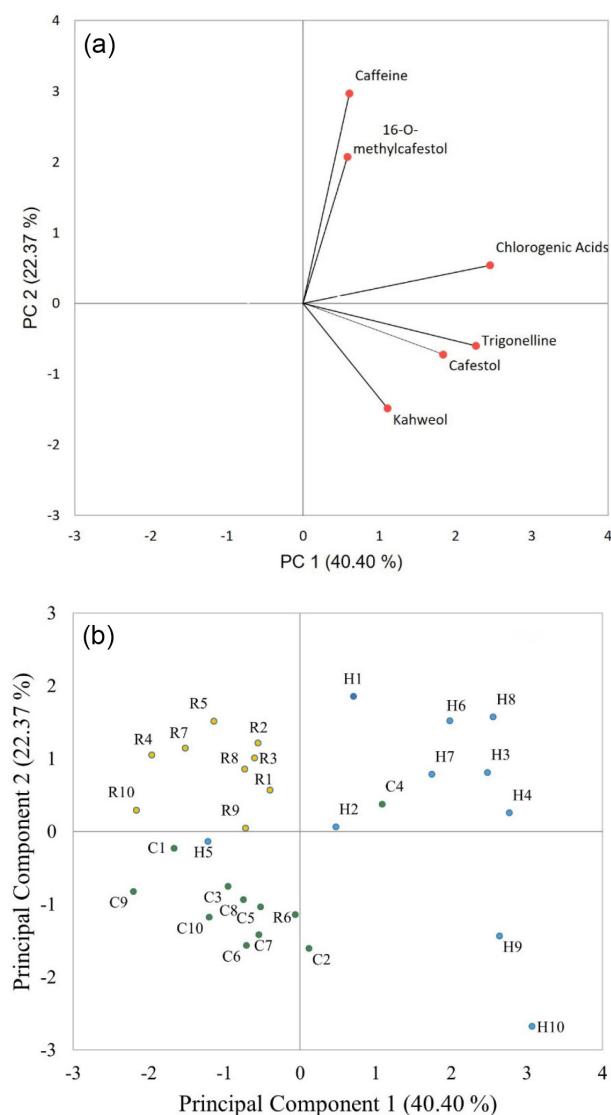 (a)
4
3
2
1
0
-1
-2
-3
PC 2 (22.37 %)
Caffeine
16-O-
methylcafestol
Chlorogenic Acids
Trigonelline
Cafestol
Kahweol
-3 -2 -1 0 1 2 3 4
PC 1 (40.40 %)
(b)
3
2
1
0
-1
-2
-3
Principal Component 2 (22.37 %)
H1
R5
H6 H8
R4 R7 R2
R8 R3
H7 H3
R1
C4
H4
R10
R9
H2
C1 H5
C9
C3
C8 C5 R6
C10
C6 C7 C2
H9
H10
-3 -2 -1 0 1 2 3 4
Principal Component 1 (40.40 %)